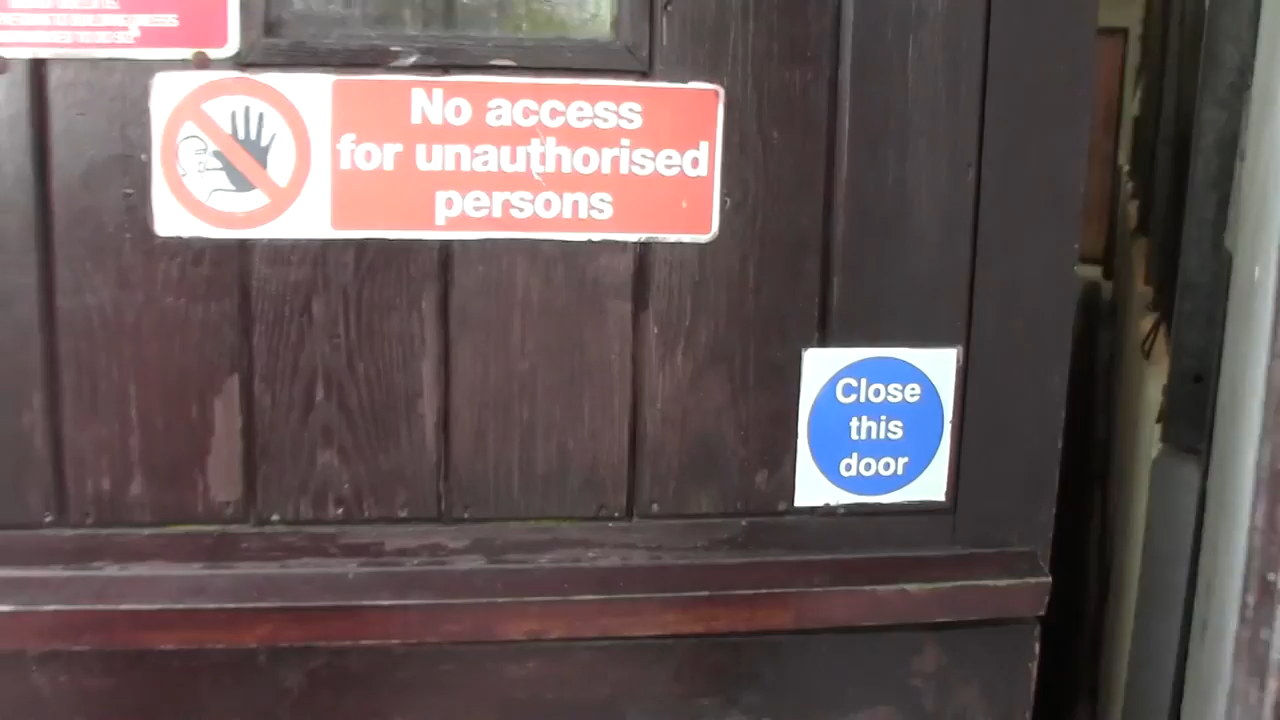 No access
for unauthorised
persons
Close
this
door